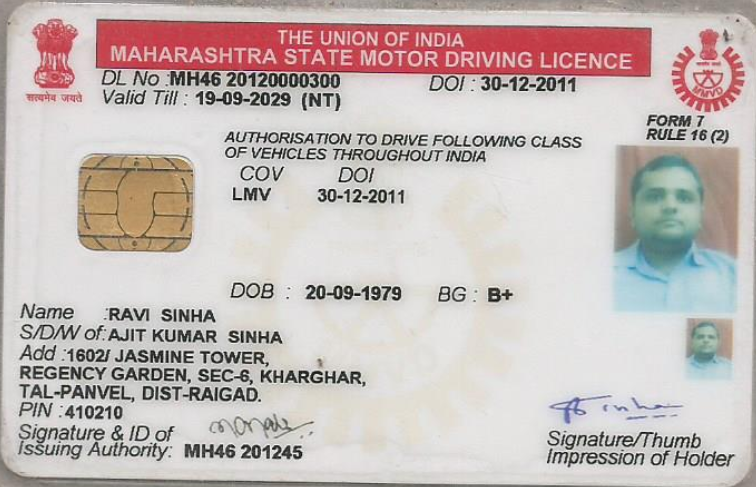 THE UNION OF INDIA
MAHARASHTRA STATE MOTOR DRIVING LICENCE
सत्यमेव जयते
MMVD
DL No : MH46 20120000300 DOI : 30-12-2011
Valid Till : 19-09-2029 (NT)
FORM 7
RULE 16 (2)
AUTHORISATION TO DRIVE FOLLOWING CLASS
OF VEHICLES THROUGHOUT INDIA
COV DOI
LMV 30-12-2011
DOB : 20-09-1979 BG : B+
Name : RAVI SINHA
S/D/W of: AJIT KUMAR SINHA
Add : 1602/ JASMINE TOWER,
REGENCY GARDEN, SEC-6, KHARGHAR,
TAL-PANVEL, DIST-RAIGAD.
PIN : 410210
Signature & ID of
Issuing Authority: MH46 201245
Signature/Thumb
Impression of Holder